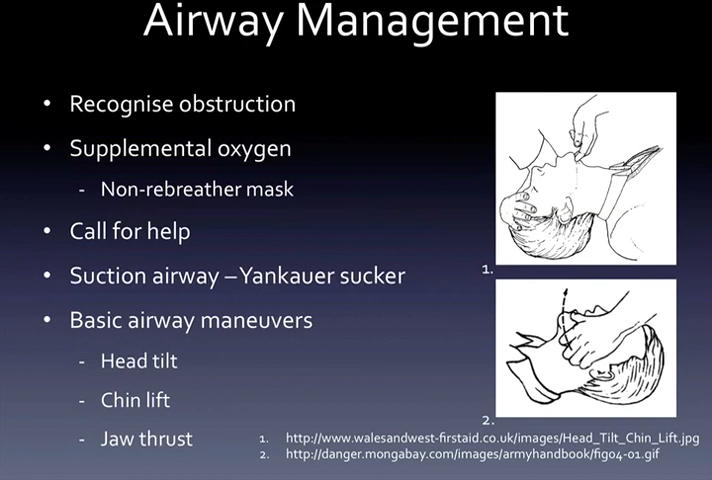 Airway Management
• Recognise obstruction
• Supplemental oxygen
- Non-rebreather mask
• Call for help
• Suction airway – Yankauer sucker
• Basic airway maneuvers
- Head tilt
- Chin lift
- Jaw thrust
1.
2.
1. http://www.walesandwest-firstaid.co.uk/images/Head_Tilt_Chin_Lift.jpg
2. http://danger.mongabay.com/images/armyhandbook/fig04-01.gif